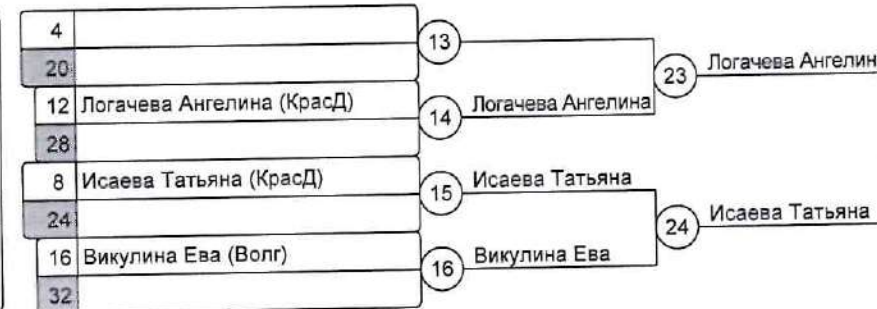 4
20
13
12 Логачева Ангелина (КрасД)
28
14 Логачева Ангелина
23 Логачева Ангелин
8 Исаева Татьяна (КрасД)
24
15 Исаева Татьяна
16 Викулина Ева (Волг)
32
16 Викулина Ева
24 Исаева Татьяна